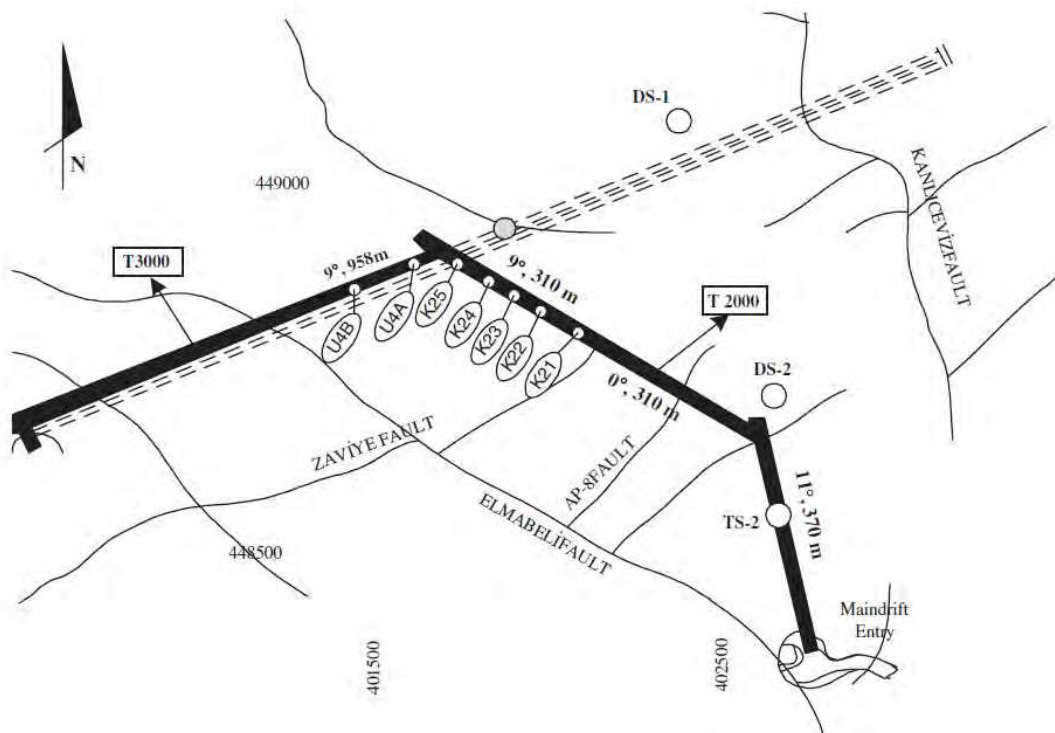 DS-1
N
449000
KANLICEVİZFAULT
T3000
9°, 958m
9°, 310 m
T 2000
U4B
U4A
K25
K24
K23
K22
K21
0°, 310 m
DS-2
ZAVİYE FAULT
AP-8FAULT
ELMABELİFAULT
11°, 370 m
TS-2
448500
Maindrift
Entry
401500
402500